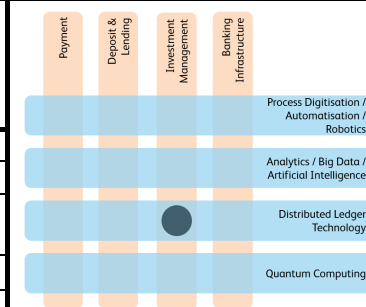 Payment
Deposit &
Lending
Investment
Management
Banking
Infrastructure
Process Digitisation /
Automatisation /
Robotics
Analytics / Big Data /
Artificial Intelligence
Distributed Ledger
Technology
Quantum Computing